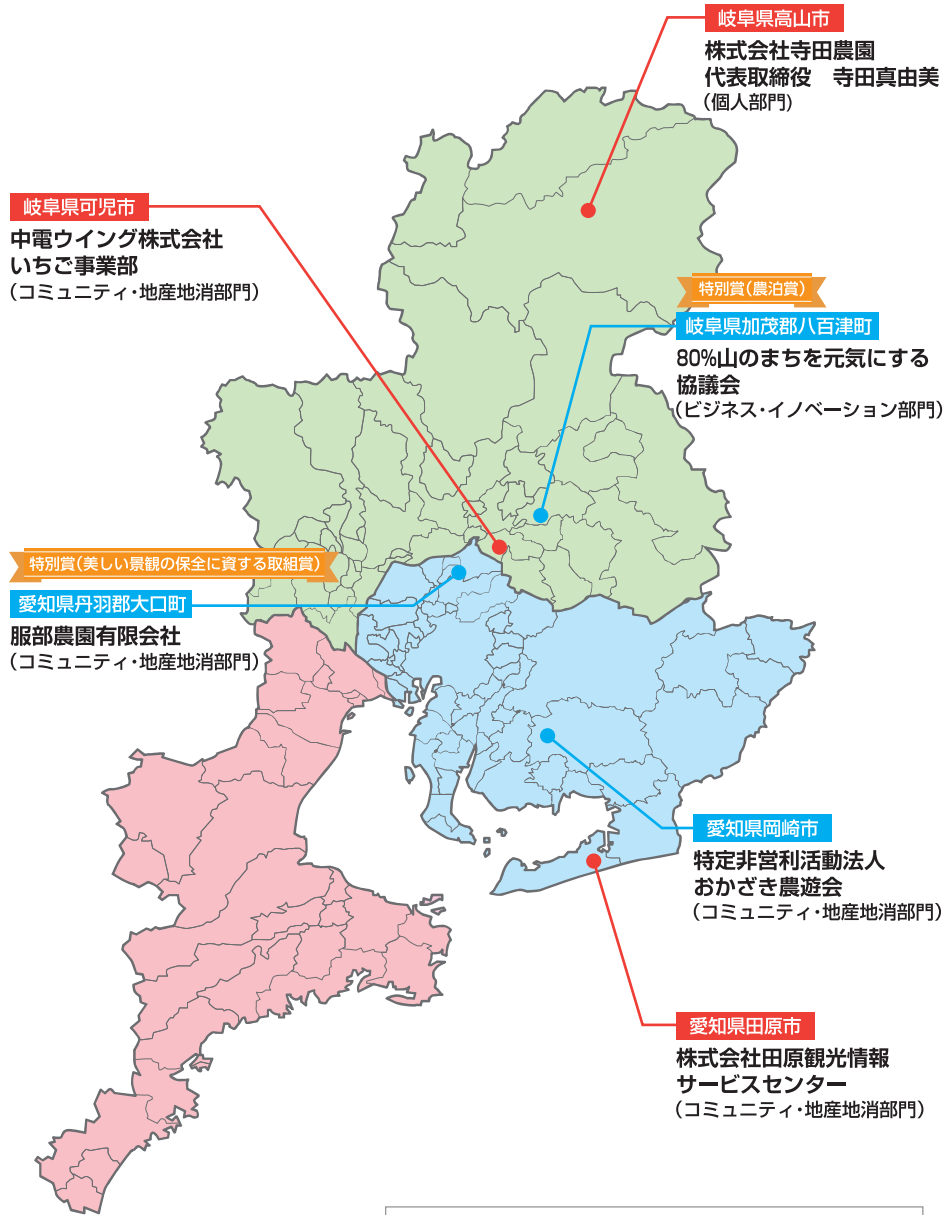 岐阜県高山市
株式会社寺田農園
代表取締役　寺田真由美
(個人部門)
岐阜県可児市
中電ウイング株式会社
いちご事業部
(コミュニティ・地産地消部門)
特別賞(農泊賞)
岐阜県加茂郡八百津町
80%山のまちを元気にする
協議会
(ビジネス・イノベーション部門)
特別賞(美しい景観の保全に資する取組賞)
愛知県丹羽郡大口町
服部農園有限会社
(コミュニティ・地産地消部門)
愛知県岡崎市
特定非営利活動法人
おかざき農遊会
(コミュニティ・地産地消部門)
愛知県田原市
株式会社田原観光情報
サービスセンター
(コミュニティ・地産地消部門)